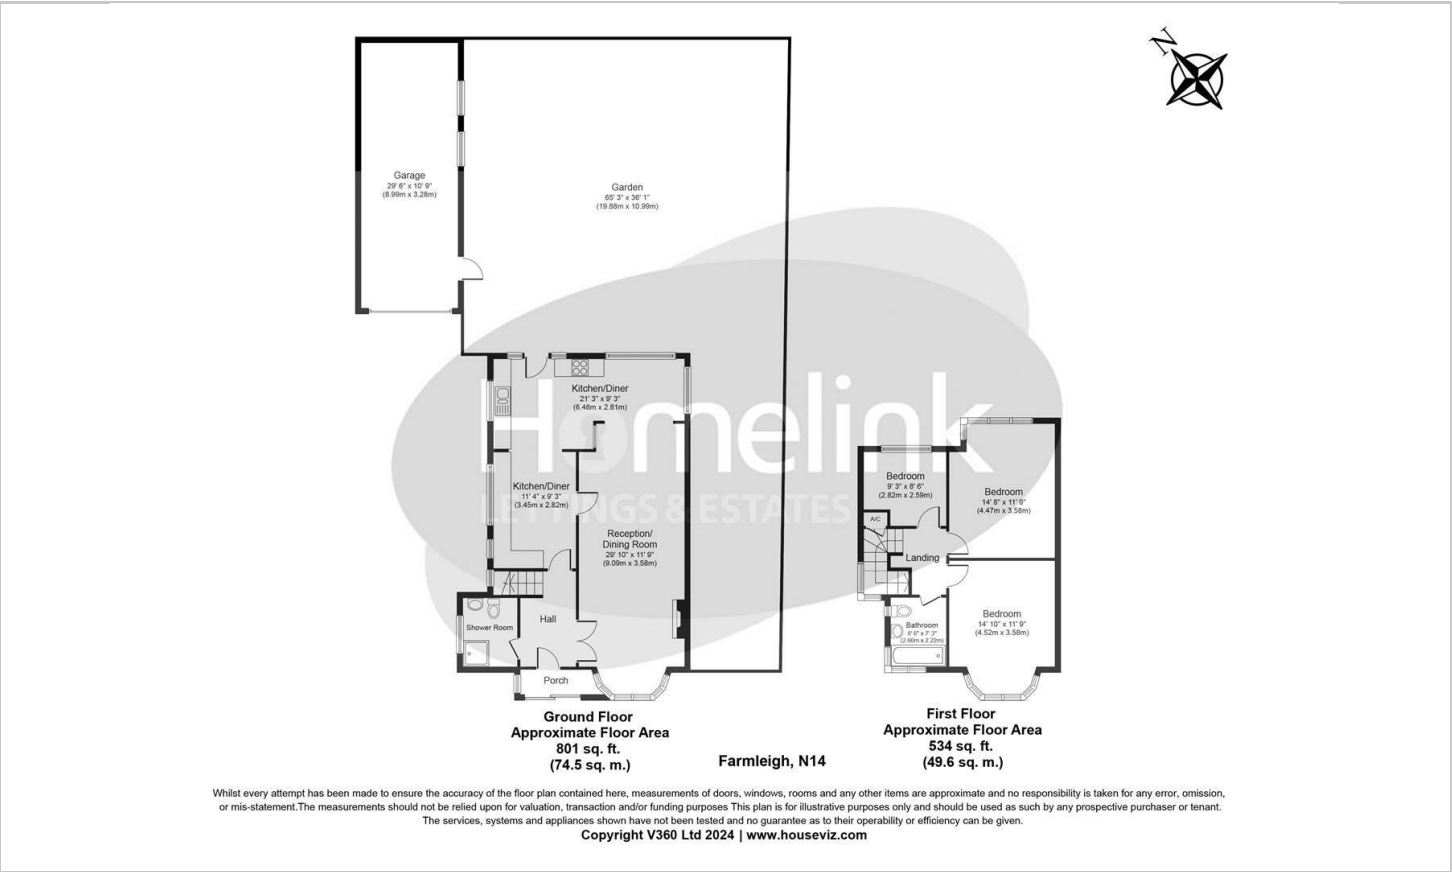 N
Garage
29' 6" x 10' 9"
(8.99m x 3.28m)
Garden
65' 3" x 36' 1"
(19.88m x 10.99m)
Homelink
LETTINGS & ESTATES
Kitchen/Diner
21' 3" x 9' 3"
(6.48m x 2.81m)
Kitchen/Diner
11' 4" x 9' 3"
(3.45m x 2.82m)
Reception/
Dining Room
29' 10" x 11' 9"
(9.09m x 3.58m)
Hall
Shower Room
Porch
Bedroom
9' 3" x 8' 6"
(2.82m x 2.59m)
Bedroom
14' 8" x 11' 9"
(4.47m x 3.58m)
A/C
Landing
Bedroom
14' 10" x 11' 9"
(4.52m x 3.58m)
Bathroom
8' 6" x 7' 3"
(2.60m x 2.22m)
Ground Floor
Approximate Floor Area
801 sq. ft.
(74.5 sq. m.)
Farmleigh, N14
First Floor
Approximate Floor Area
534 sq. ft.
(49.6 sq. m.)
Whilst every attempt has been made to ensure the accuracy of the floor plan contained here, measurements of doors, windows, rooms and any other items are approximate and no responsibility is taken for any error, omission,
or mis-statement.The measurements should not be relied upon for valuation, transaction and/or funding purposes This plan is for illustrative purposes only and should be used as such by any prospective purchaser or tenant.
The services, systems and appliances shown have not been tested and no guarantee as to their operability or efficiency can be given.
Copyright V360 Ltd 2024 | www.houseviz.com